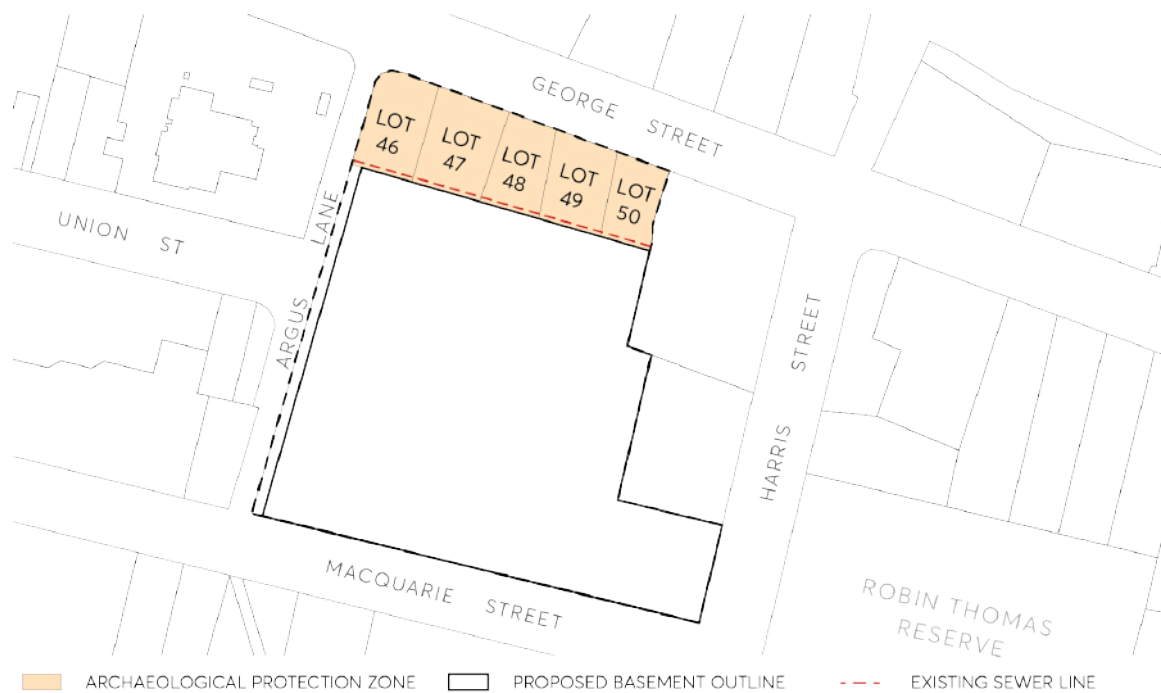 GEORGE STREET
LOT
46
LOT
47
LOT
48
LOT
49
LOT
50
UNION ST
ARGUS LANE
HARRIS STREET
MACQUARIE STREET
ROBIN THOMAS
RESERVE
ARCHAEOLOGICAL PROTECTION ZONE
PROPOSED BASEMENT OUTLINE
EXISTING SEWER LINE